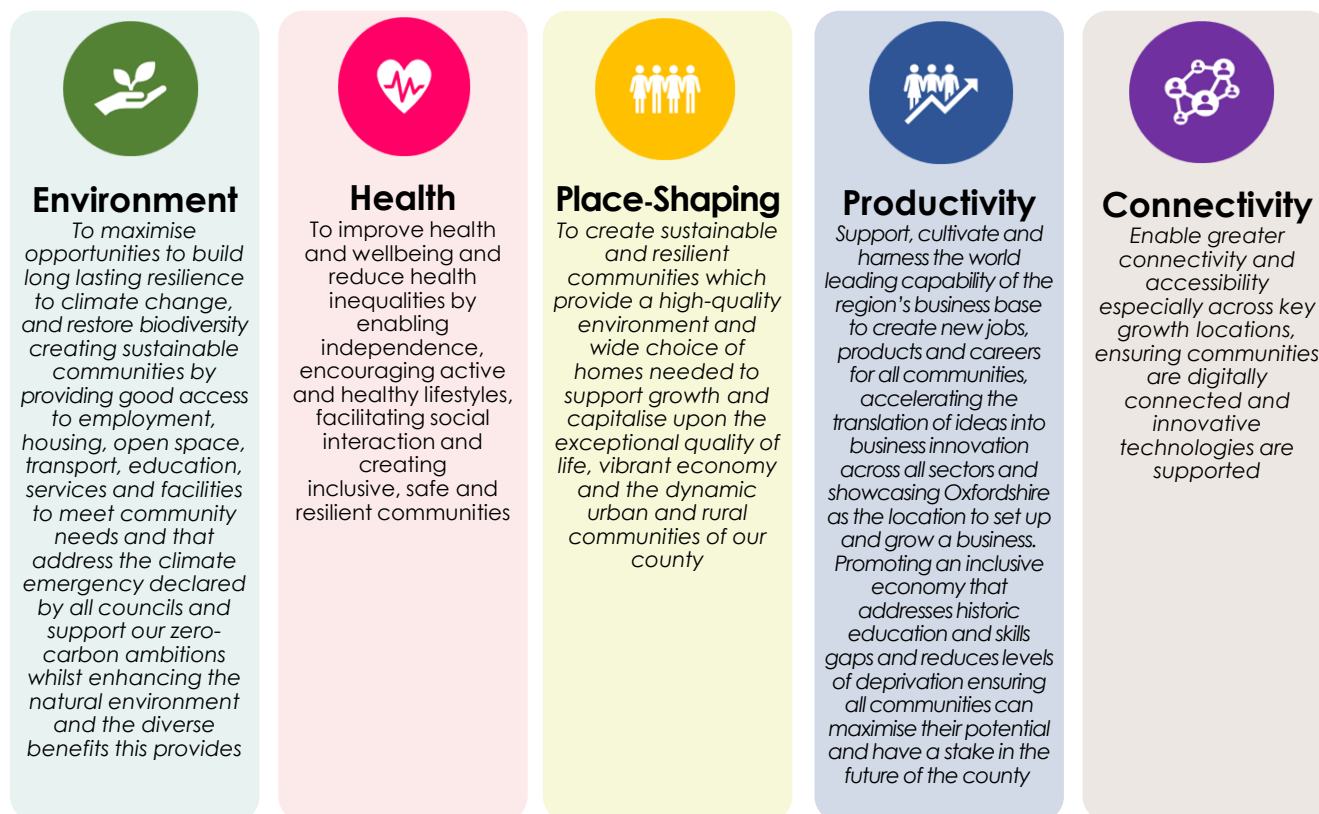 Environment
To maximise
opportunities to build
long lasting resilience
to climate change,
and restore biodiversity
creating sustainable
communities by
providing good access
to employment,
housing, open space,
transport, education,
services and facilities
to meet community
needs and that
address the climate
emergency declared
by all councils and
support our zero-
carbon ambitions
whilst enhancing the
natural environment
and the diverse
benefits this provides
Health
To improve health
and wellbeing and
reduce health
inequalities by
enabling
independence,
encouraging active
and healthy lifestyles,
facilitating social
interaction and
creating
inclusive, safe and
resilient communities
Place-Shaping
To create sustainable
and resilient
communities which
provide a high-quality
environment and
wide choice of
homes needed to
support growth and
capitalise upon the
exceptional quality of
life, vibrant economy
and the dynamic
urban and rural
communities of our
county
Productivity
Support, cultivate and
harness the world
leading capability of the
region's business base
to create new jobs,
products and careers
for all communities,
accelerating the
translation of ideas into
business innovation
across all sectors and
showcasing Oxfordshire
as the location to set up
and grow a business.
Promoting an inclusive
economy that
addresses historic
education and skills
gaps and reduces levels
of deprivation ensuring
all communities can
maximise their potential
and have a stake in the
future of the county
Connectivity
Enable greater
connectivity and
accessibility
especially across key
growth locations,
ensuring communities
are digitally
connected and
innovative
technologies are
supported